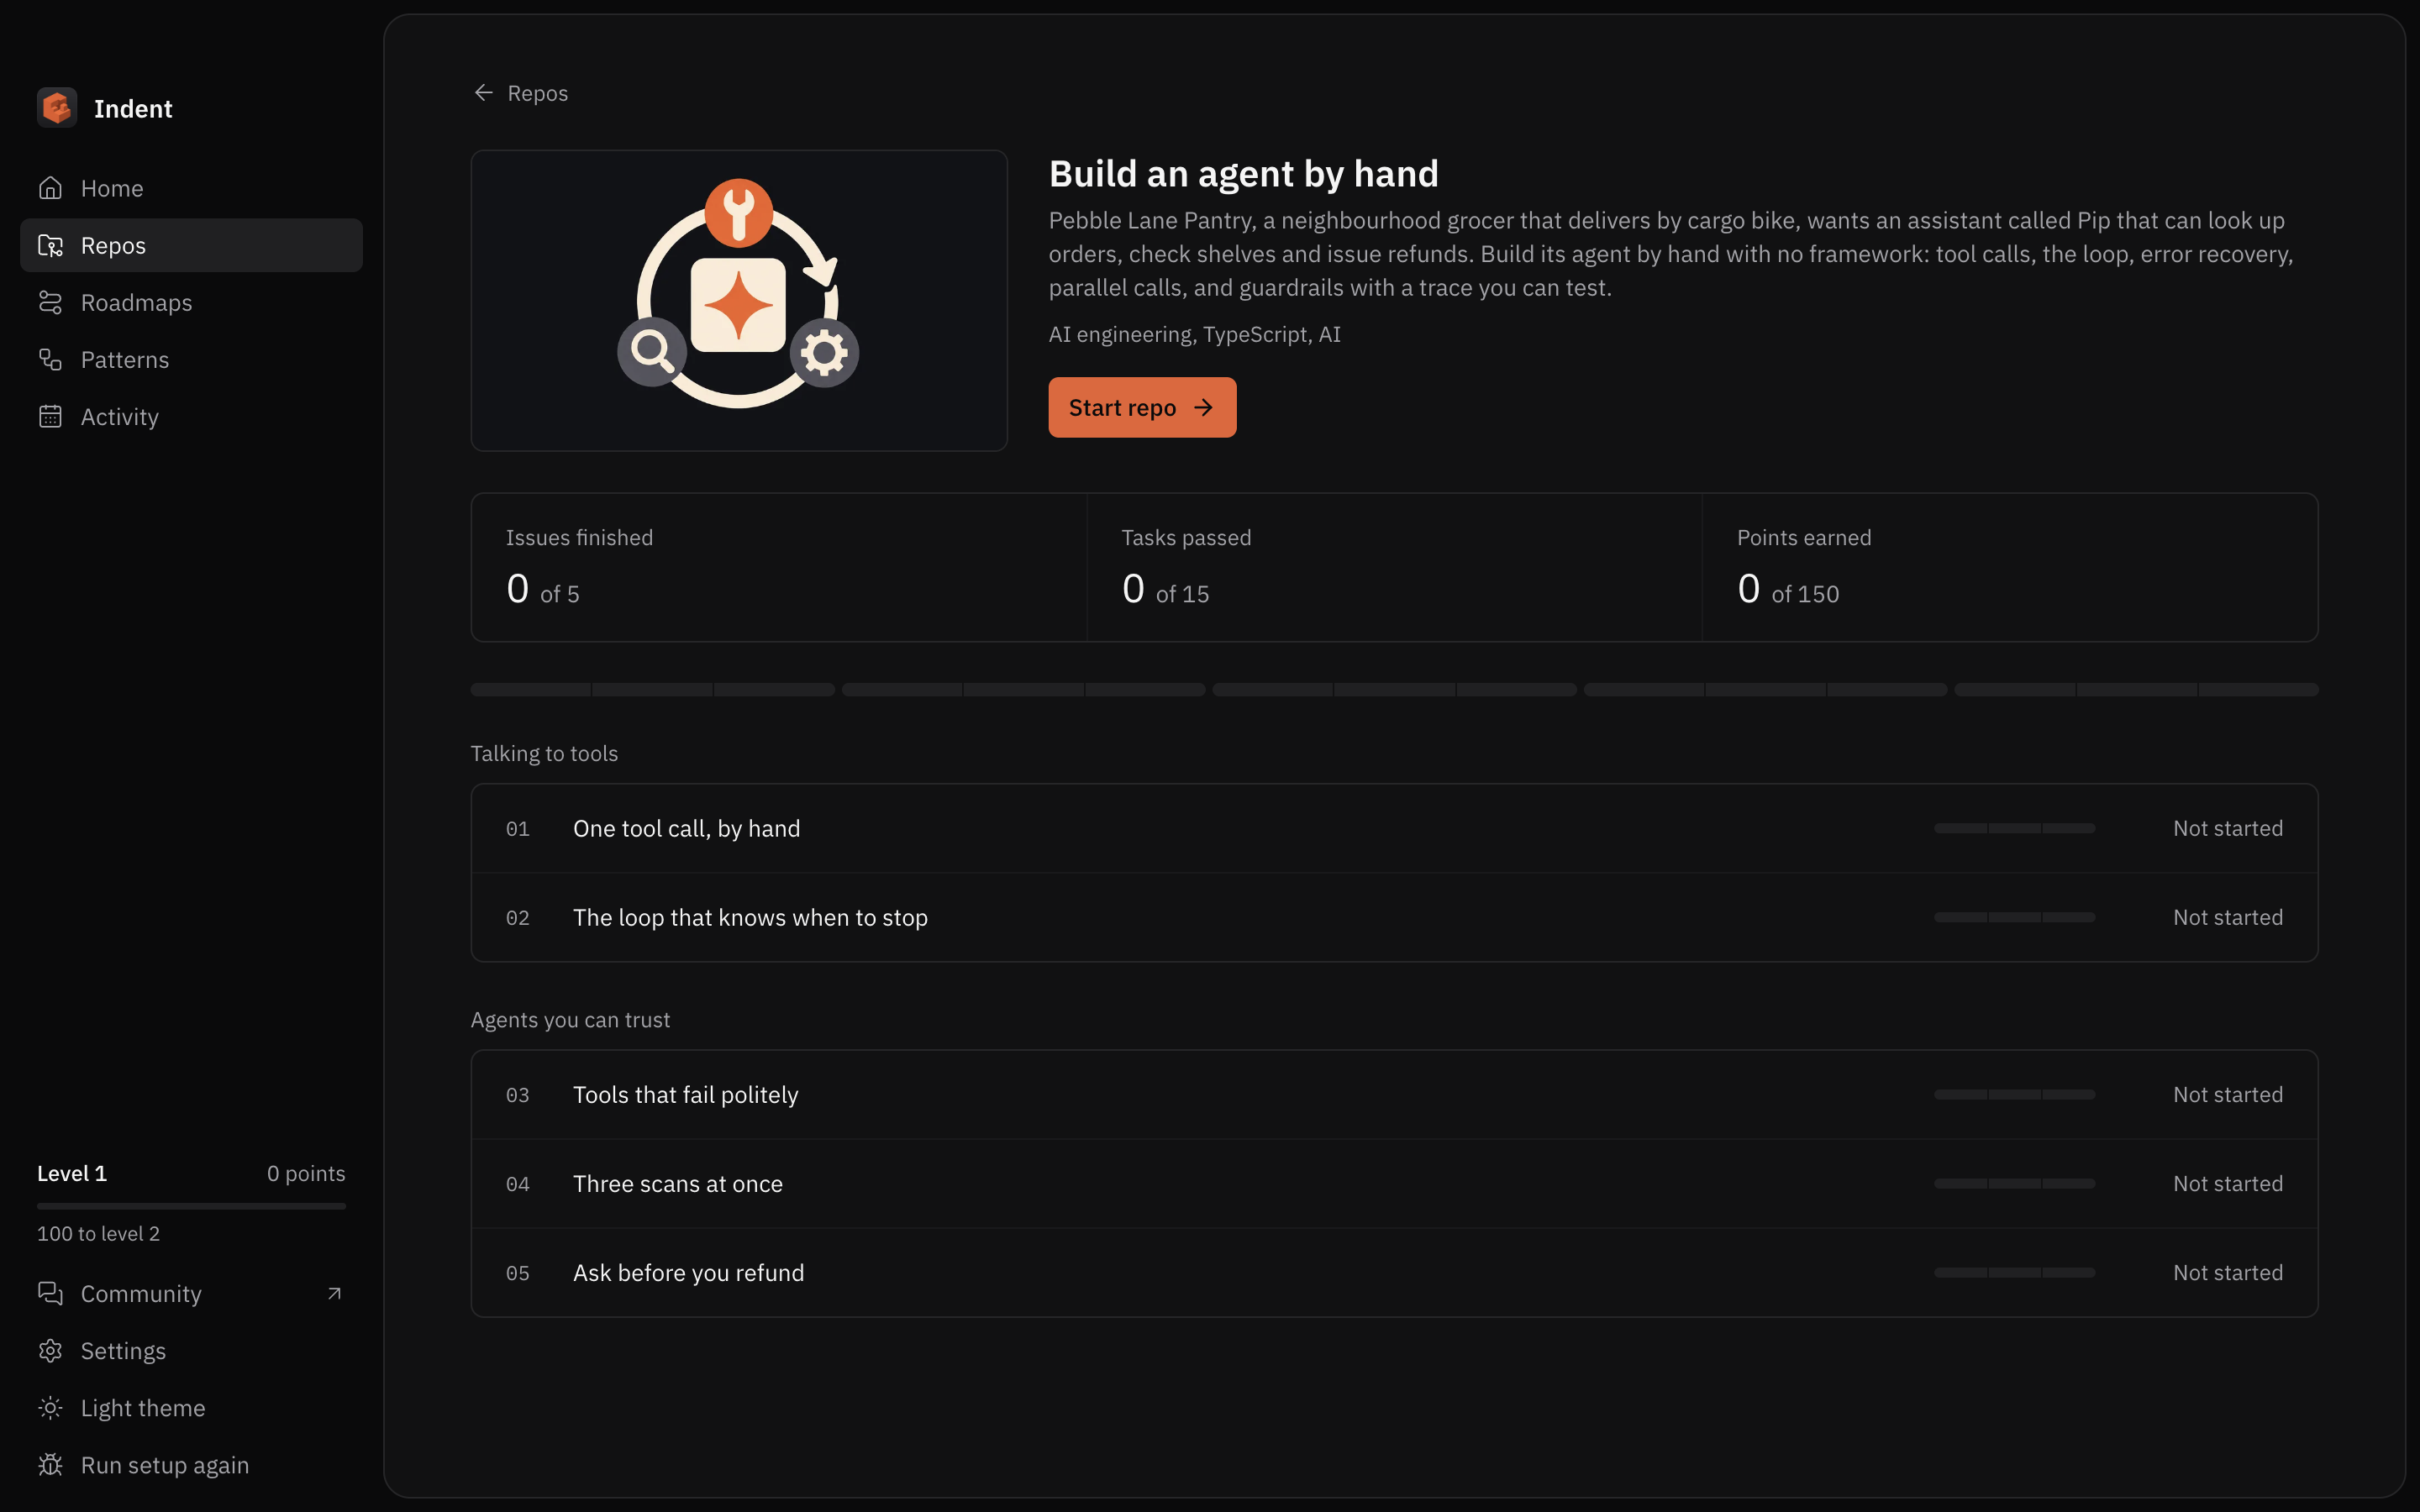 Indent
Home
Repos
Roadmaps
Patterns
Activity
Level 1
0 points
100 to level 2
Community
Settings
Light theme
Run setup again
Repos
Build an agent by hand
Pebble Lane Pantry, a neighbourhood grocer that delivers by cargo bike, wants an assistant called Pip that can look up
orders, check shelves and issue refunds. Build its agent by hand with no framework: tool calls, the loop, error recovery,
parallel calls, and guardrails with a trace you can test.
AI engineering, TypeScript, AI
Start repo
Issues finished
0 of 5
Tasks passed
0 of 15
Points earned
0 of 150
Talking to tools
01 One tool call, by hand Not started
02 The loop that knows when to stop Not started
Agents you can trust
03 Tools that fail politely Not started
04 Three scans at once Not started
05 Ask before you refund Not started